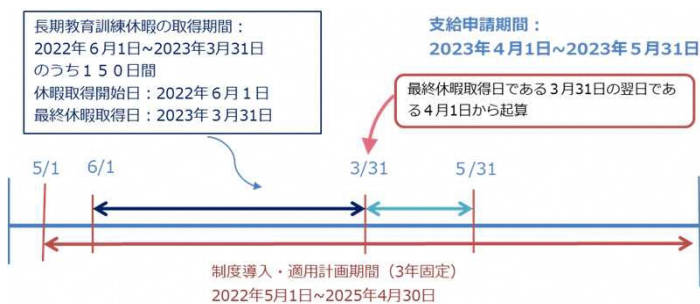 長期教育訓練休暇の取得期間：
2022年６月1日~2023年3月31日
のうち１５０日間
休暇取得開始日：2022年６月１日
最終休暇取得日：2023年３月31日
支給申請期間：
2023年４月1日~2023年５月31日
最終休暇取得日である３月31日の翌日であ
る４月1日から起算
5/1
6/1
3/31
５/31
制度導入・適用計画期間（3年固定）
2022年5月1日~2025年4月30日